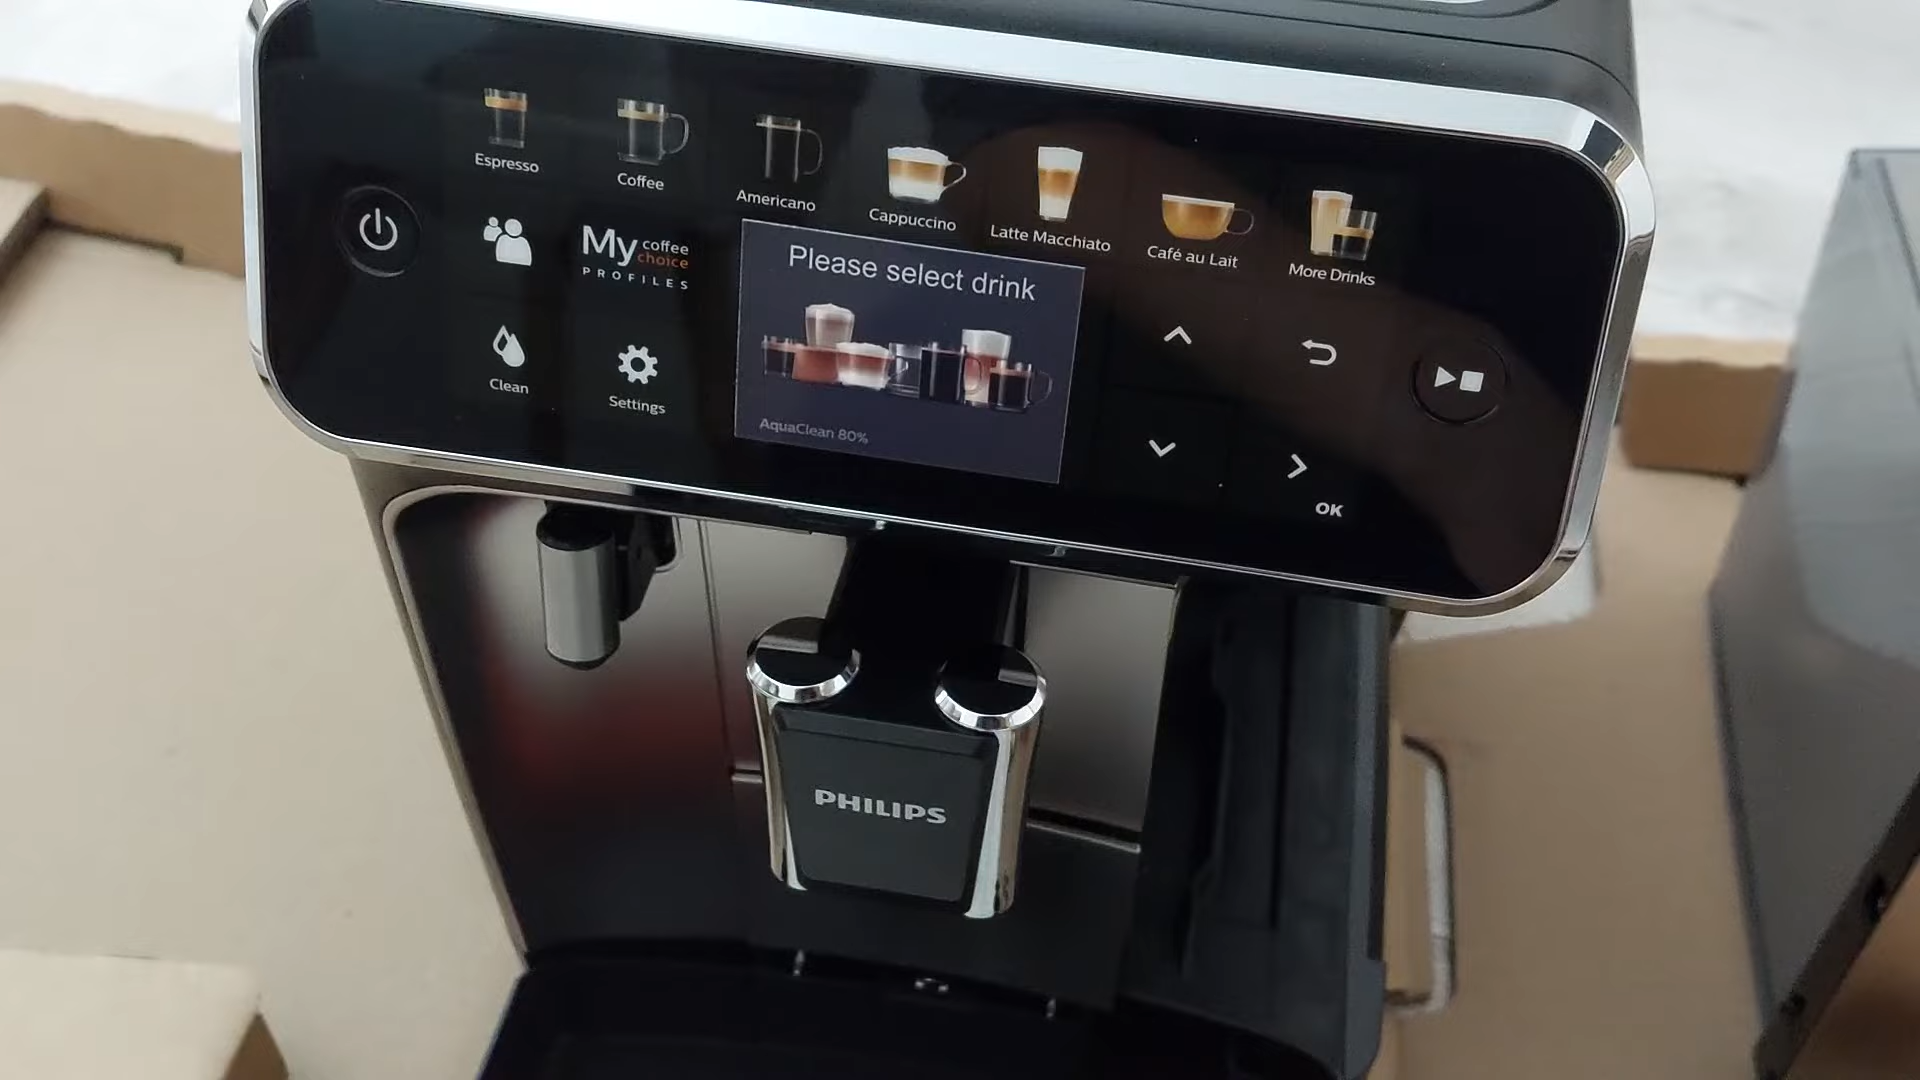 Espresso
Coffee
Americano
Cappuccino
Latte Macchiato
Café au Lait
More Drinks
My coffee choice
PROFILES
Please select drink
Clean
Settings
AquaClean 80%
OK
PHILIPS